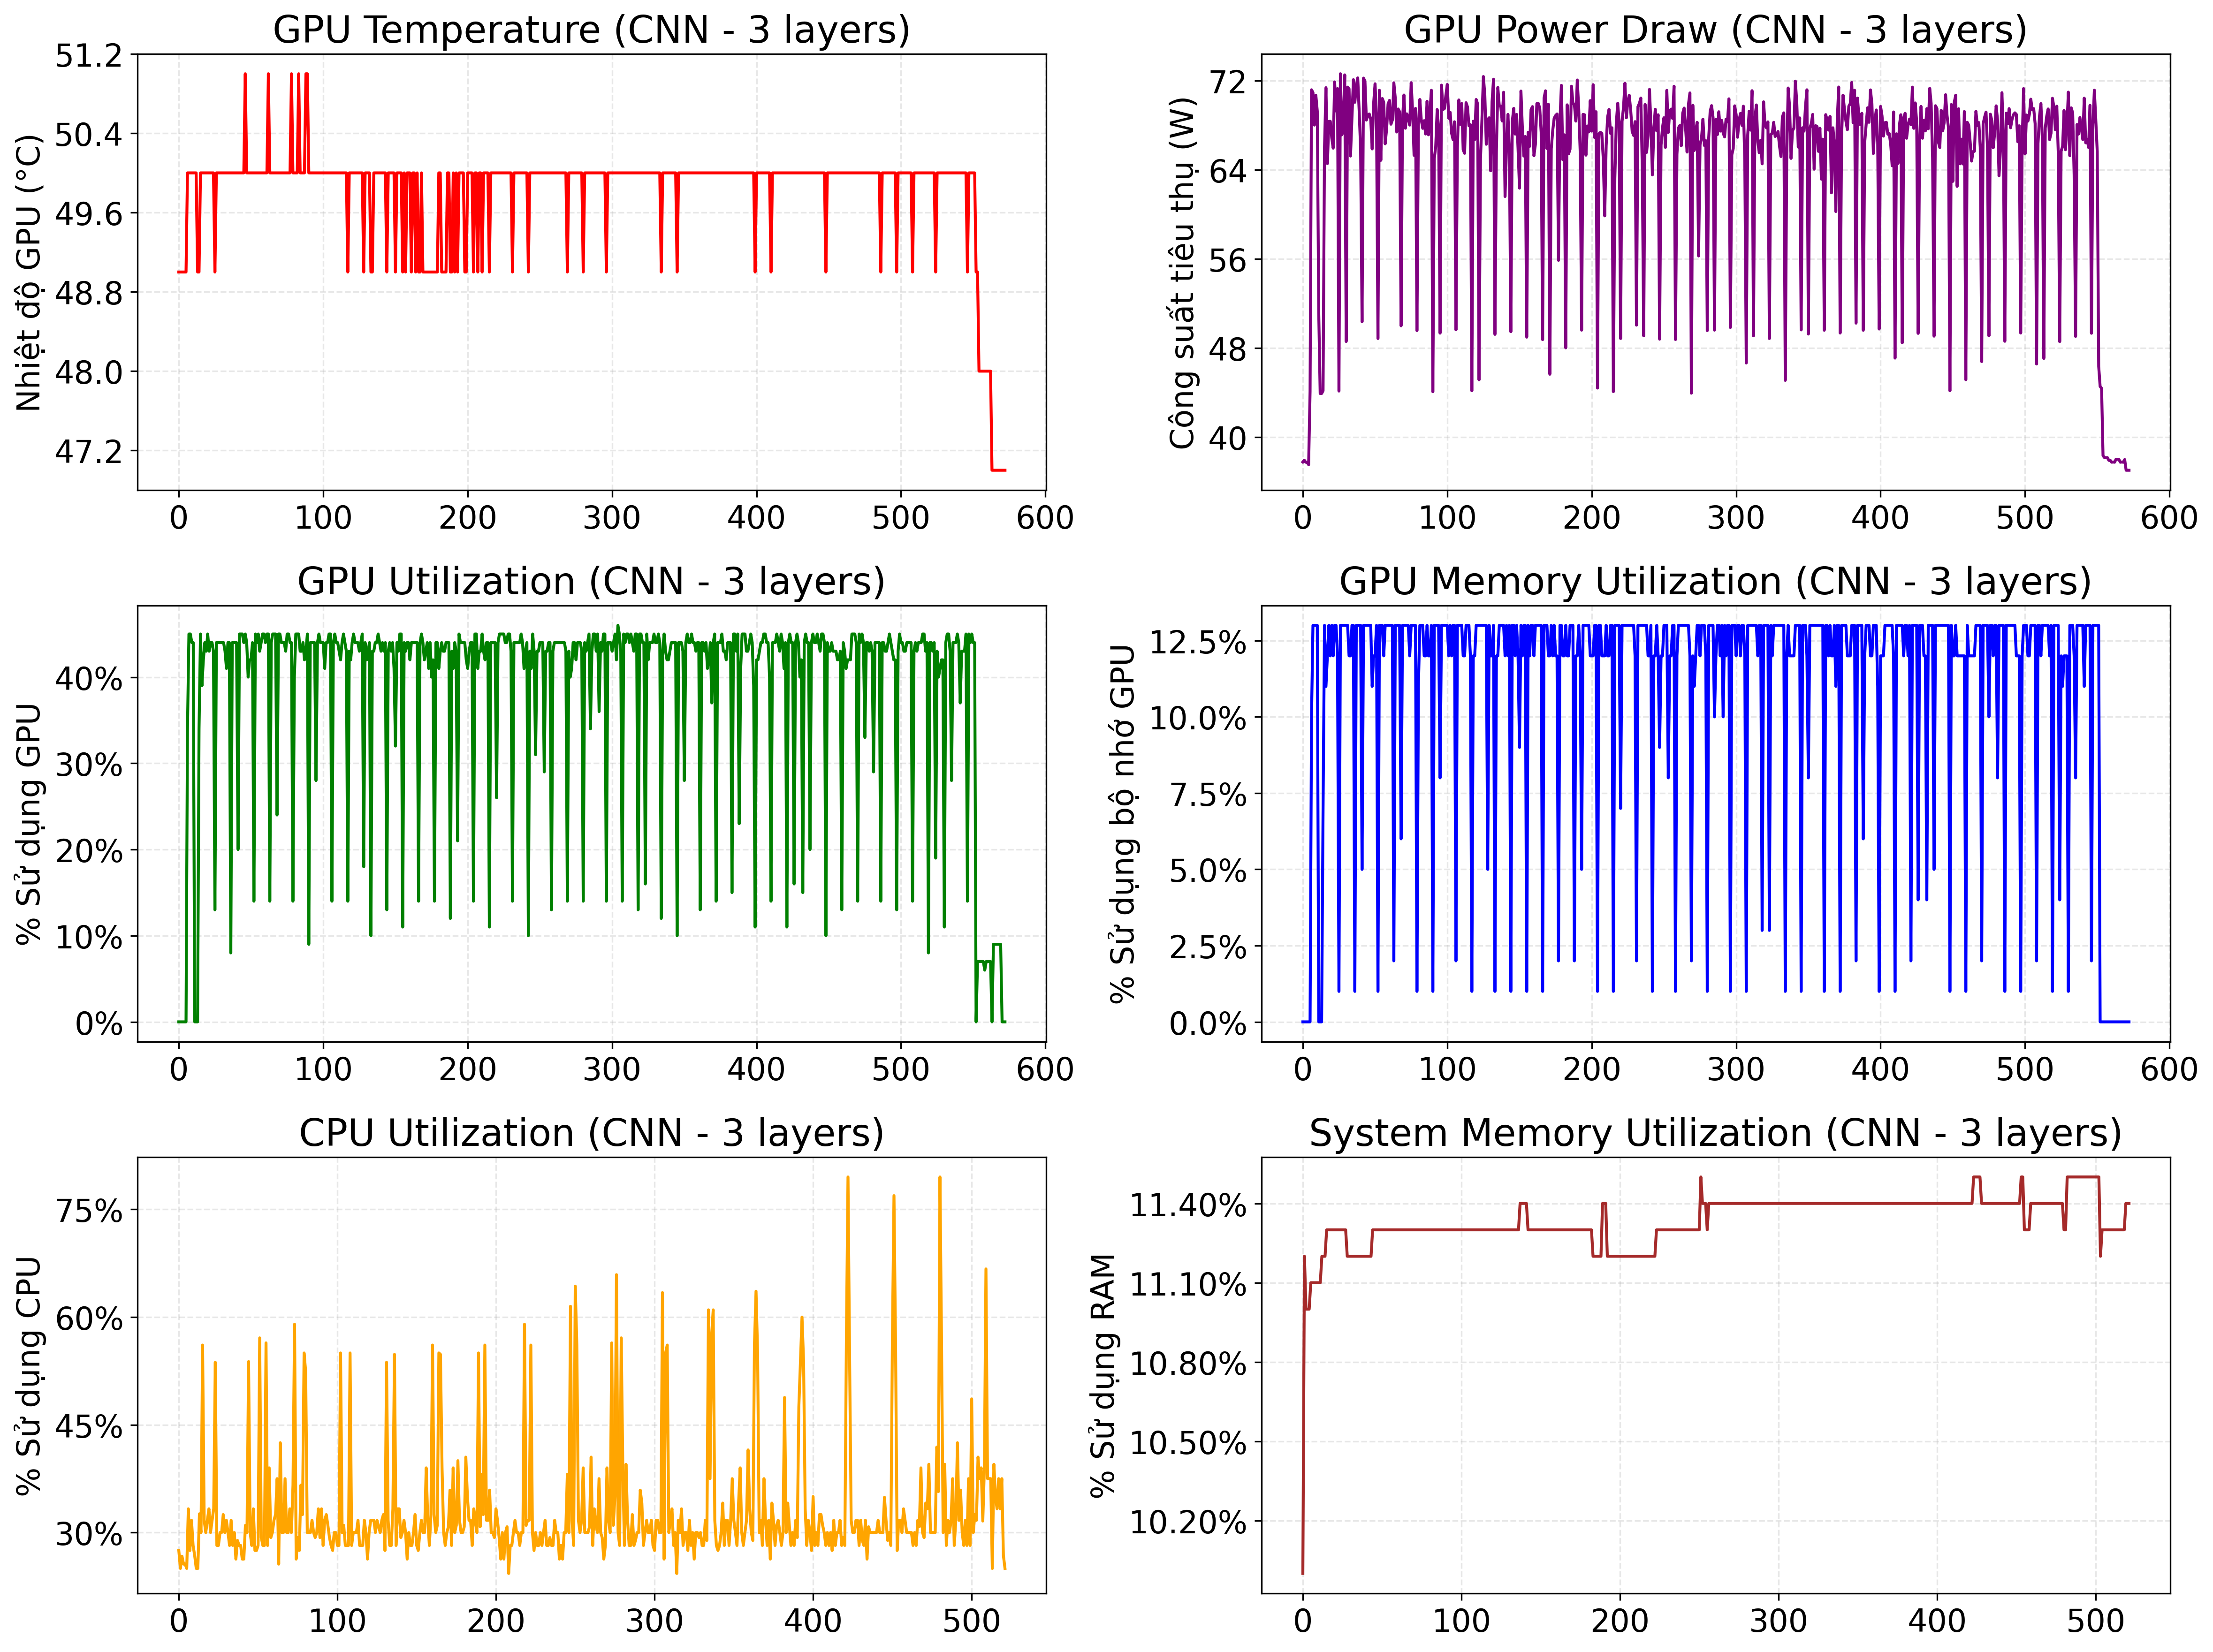 GPU Temperature (CNN - 3 layers)
Nhiệt độ GPU (°C)
51.2
50.4
49.6
48.8
48.0
47.2
0 100 200 300 400 500 600
GPU Power Draw (CNN - 3 layers)
Công suất tiêu thụ (W)
72
64
56
48
40
0 100 200 300 400 500 600
GPU Utilization (CNN - 3 layers)
% Sử dụng GPU
40%
30%
20%
10%
0%
0 100 200 300 400 500 600
GPU Memory Utilization (CNN - 3 layers)
% Sử dụng bộ nhớ GPU
12.5%
10.0%
7.5%
5.0%
2.5%
0.0%
0 100 200 300 400 500 600
CPU Utilization (CNN - 3 layers)
% Sử dụng CPU
75%
60%
45%
30%
0 100 200 300 400 500
System Memory Utilization (CNN - 3 layers)
% Sử dụng RAM
11.40%
11.10%
10.80%
10.50%
10.20%
0 100 200 300 400 500